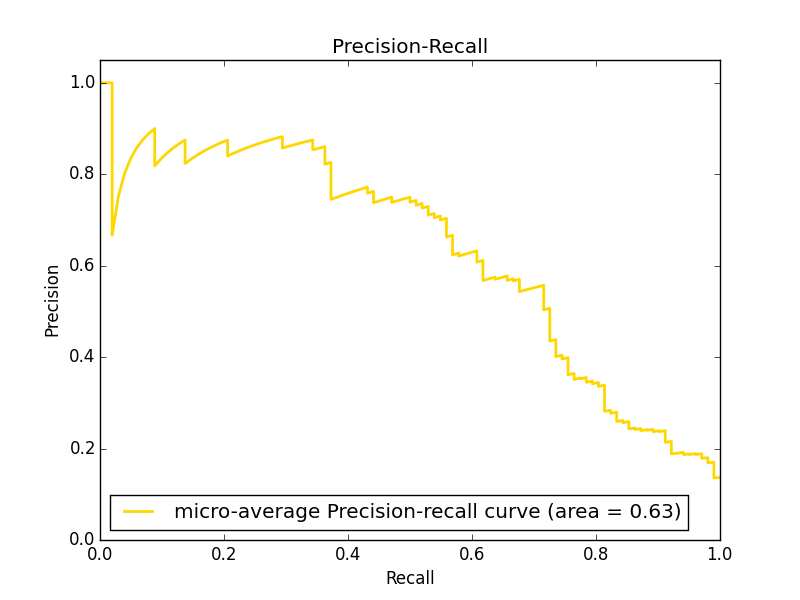 Precision-Recall
1.0
0.8
0.6
0.4
0.2
0.0
Precision
micro-average Precision-recall curve (area = 0.63)
0.0 0.2 0.4 0.6 0.8 1.0
Recall